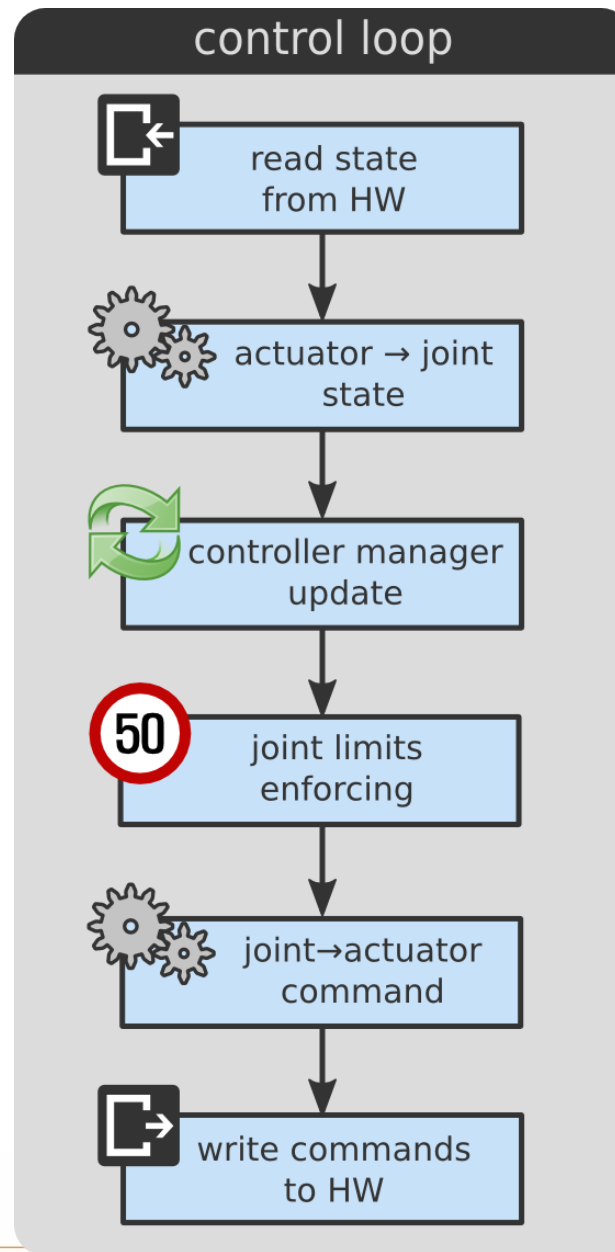 control loop
read state
from HW
actuator → joint
state
controller manager
update
50
joint limits
enforcing
joint→actuator
command
write commands
to HW